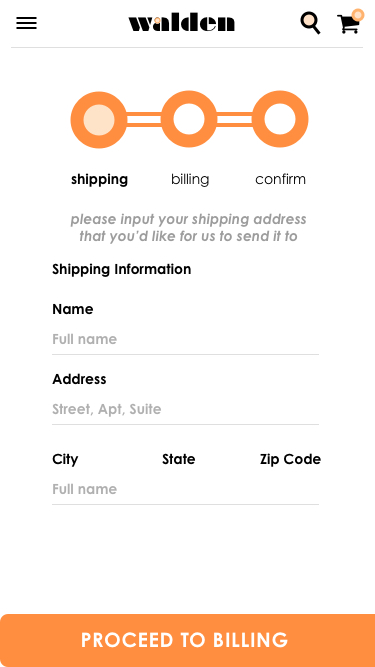 walden
shipping billing confirm
please input your shipping address
that you'd like for us to send it to
Shipping Information
Name
Full name
Address
Street, Apt, Suite
City State Zip Code
Full name
PROCEED TO BILLING